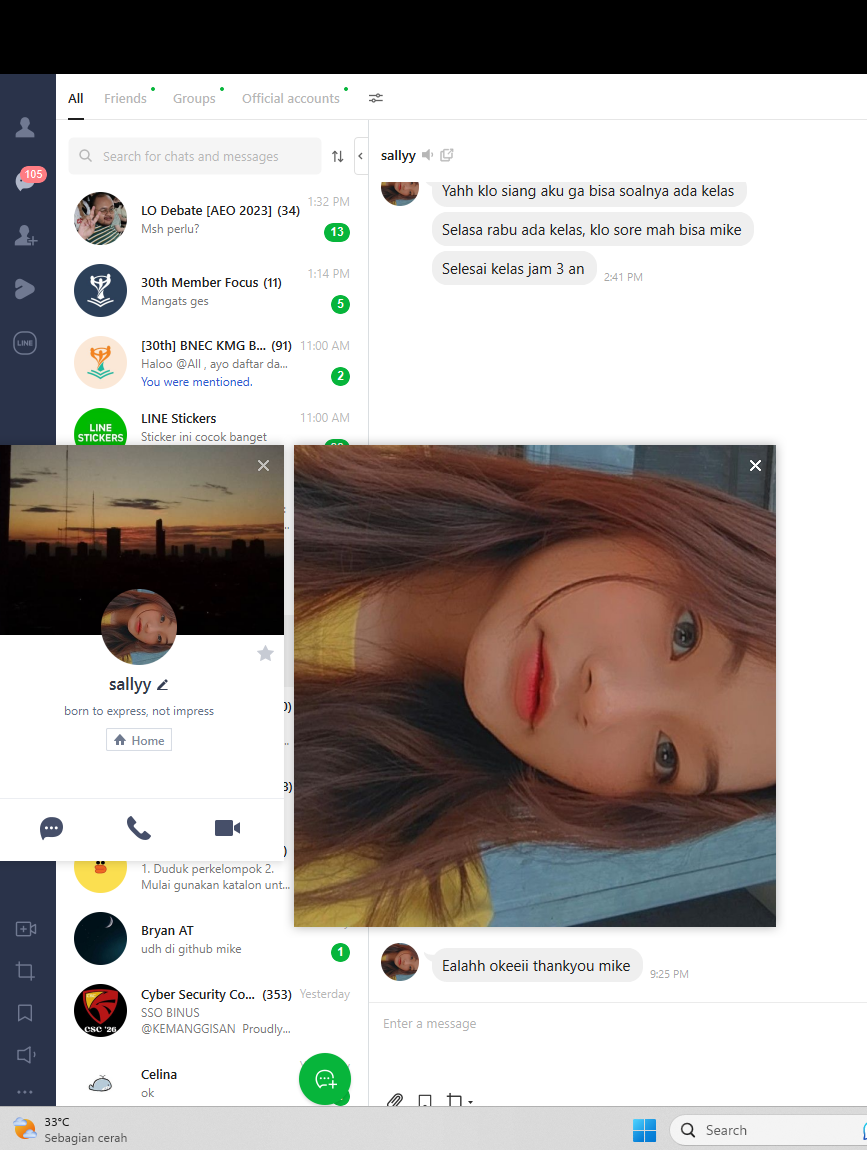 All
Friends
Groups
Official accounts
105
Search for chats and messages
sallyy
LO Debate [AEO 2023] (34)
1:32 PM
Msh perlu?
13
30th Member Focus (11)
1:14 PM
Mangats ges
5
[30th] BNEC KMG B... (91)
11:00 AM
Haloo @All , ayo daftar da...
You were mentioned.
2
LINE
LINE
STICKERS
LINE Stickers
11:00 AM
Sticker ini cocok banget
Yahh klo siang aku ga bisa soalnya ada kelas
Selasa rabu ada kelas, klo sore mah bisa mike
Selesai kelas jam 3 an
2:41 PM
sallyy
born to express, not impress
Home
1. Duduk perkelompok 2.
Mulai gunakan katalon unt...
Bryan AT
udh di github mike
1
Cyber Security Co... (353)
Yesterday
SSO BINUS
@KEMANGGISAN Proudly...
CSC '26
Celina
ok
Ealahh okeeii thankyou mike
9:25 PM
Enter a message
33°C
Sebagian cerah
Search